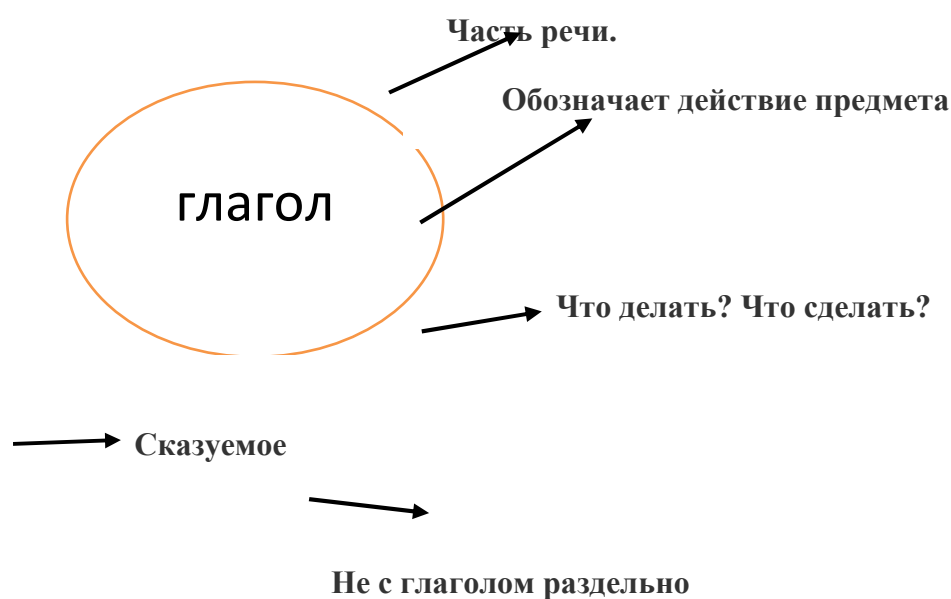 Часть речи.
Обозначает действие предмета
глагол
Что делать? Что сделать?
Сказуемое
Не с глаголом раздельно